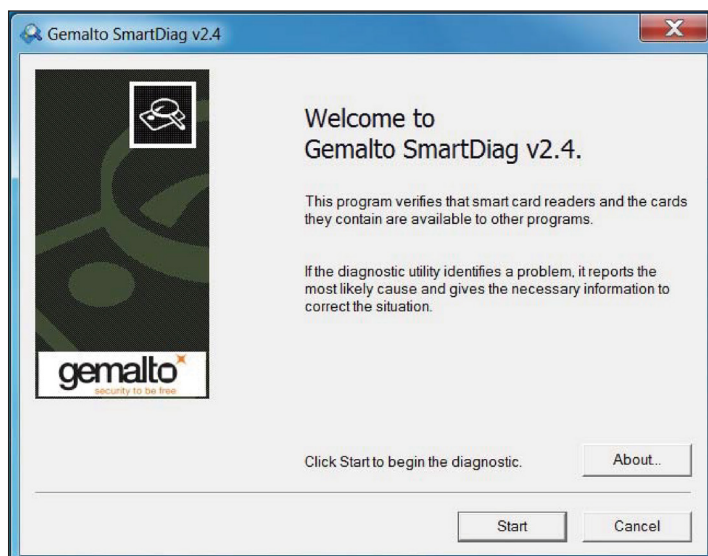 Gemalto SmartDiag v2.4
Welcome to
Gemalto SmartDiag v2.4.
This program verifies that smart card readers and the cards
they contain are available to other programs.
If the diagnostic utility identifies a problem, it reports the
most likely cause and gives the necessary information to
correct the situation.
gemalto
security to be free
Click Start to begin the diagnostic.
About...
Start
Cancel